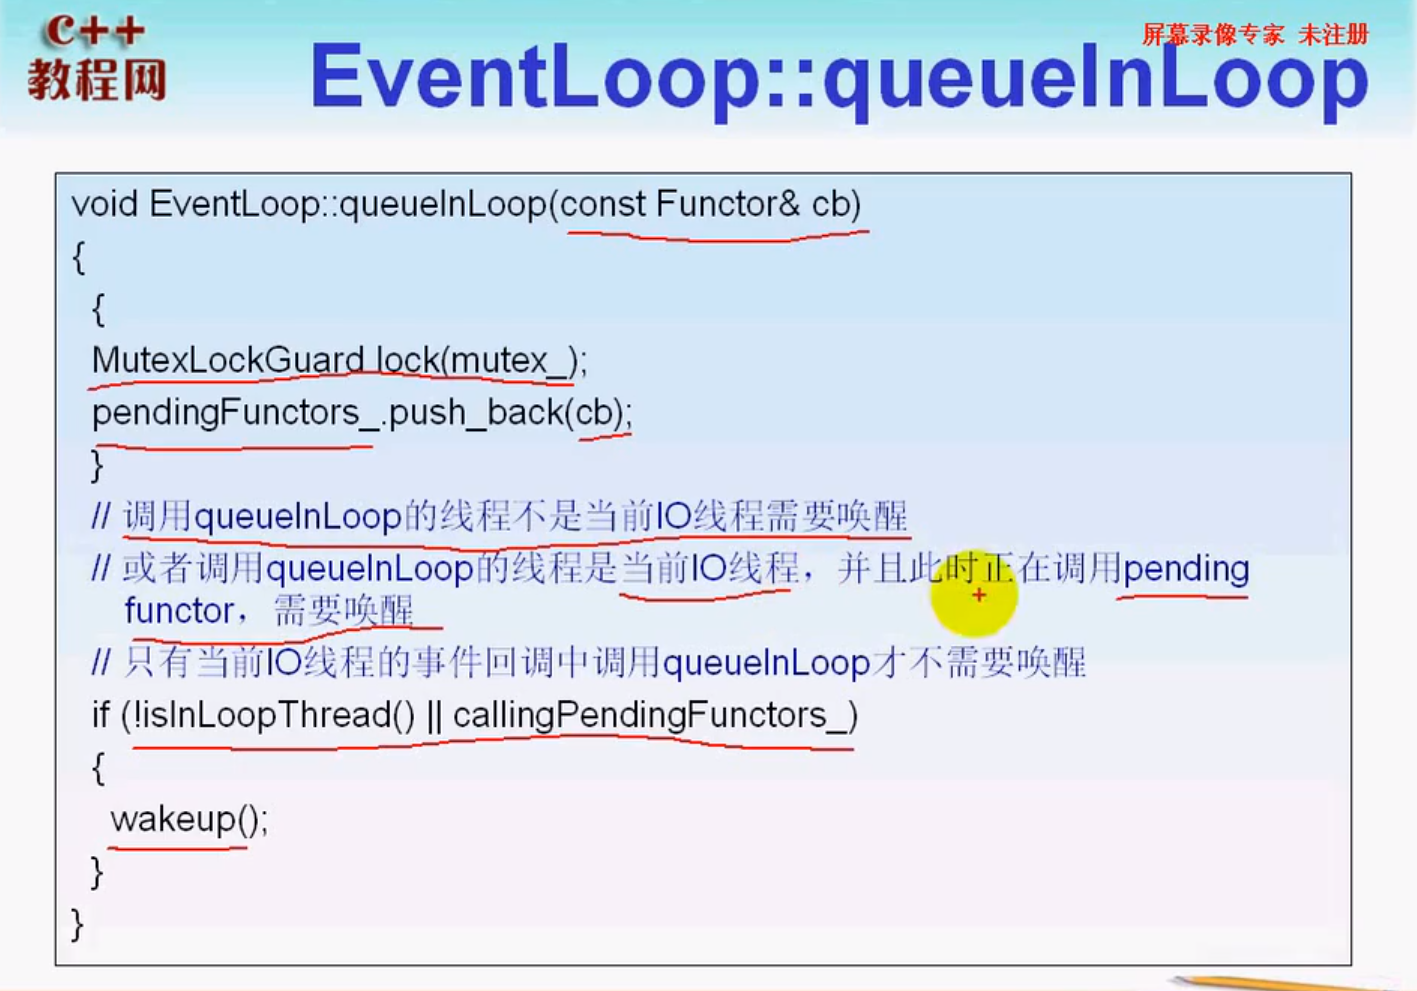 C++
教程网
屏幕录像专家 未注册
EventLoop::queueInLoop
void EventLoop::queueInLoop(const Functor& cb)
{
{
MutexLockGuard lock(mutex_);
pendingFunctors_.push_back(cb);
}
// 调用queueInLoop的线程不是当前IO线程需要唤醒
// 或者调用queueInLoop的线程是当前IO线程，并且此时正在调用pending
functor，需要唤醒
// 只有当前IO线程的事件回调中调用queueInLoop才不需要唤醒
if (!isInLoopThread() || callingPendingFunctors_)
{
wakeup();
}
}